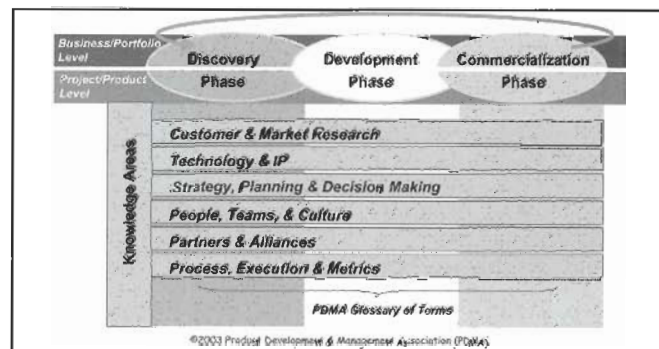 Business/Portfolio
Level
Discovery
Phase
Development
Phase
Commercialization
Phase
Project/Product
Level
Knowledge Areas
Customer & Market Research
Technology & IP
Strategy, Planning & Decision Making
People, Teams, & Culture
Partners & Alliances
Process, Execution & Metrics
PDMA Glossary of Terms
©2003 Product Development & Management Association (PDMA)